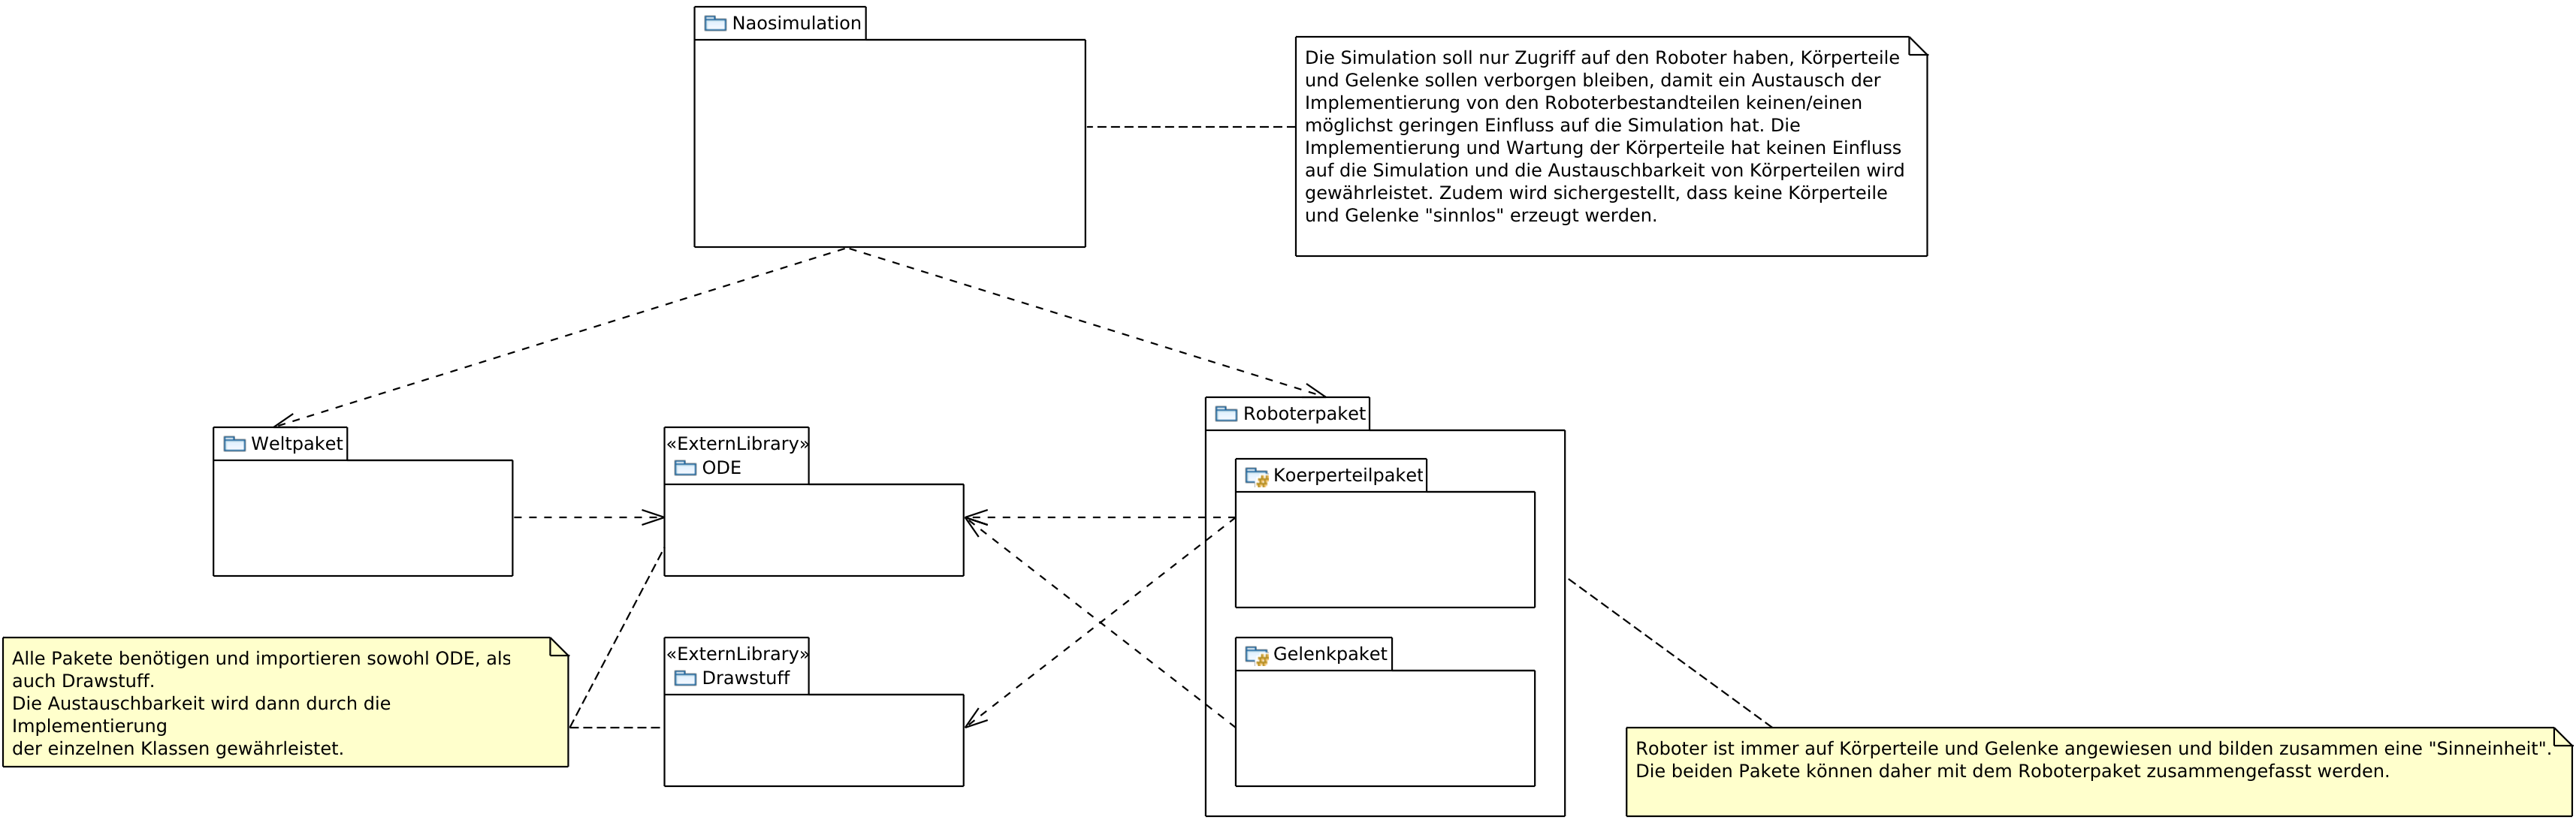 Naosimulation
Die Simulation soll nur Zugriff auf den Roboter haben, Körperteile
und Gelenke sollen verborgen bleiben, damit ein Austausch der
Implementierung von den Roboterbestandteilen keinen/einen
möglichst geringen Einfluss auf die Simulation hat. Die
Implementierung und Wartung der Körperteile hat keinen Einfluss
auf die Simulation und die Austauschbarkeit von Körperteilen wird
gewährleistet. Zudem wird sichergestellt, dass keine Körperteile
und Gelenke "sinnlos" erzeugt werden.
Weltpaket
«ExternLibrary»
ODE
Roboterpaket
Koerperteilpaket
Alle Pakete benötigen und importieren sowohl ODE, als
auch Drawstuff.
Die Austauschbarkeit wird dann durch die
Implementierung
der einzelnen Klassen gewährleistet.
«ExternLibrary»
Drawstuff
Gelenkpaket
Roboter ist immer auf Körperteile und Gelenke angewiesen und bilden zusammen eine "Sinneinheit".
Die beiden Pakete können daher mit dem Roboterpaket zusammengefasst werden.